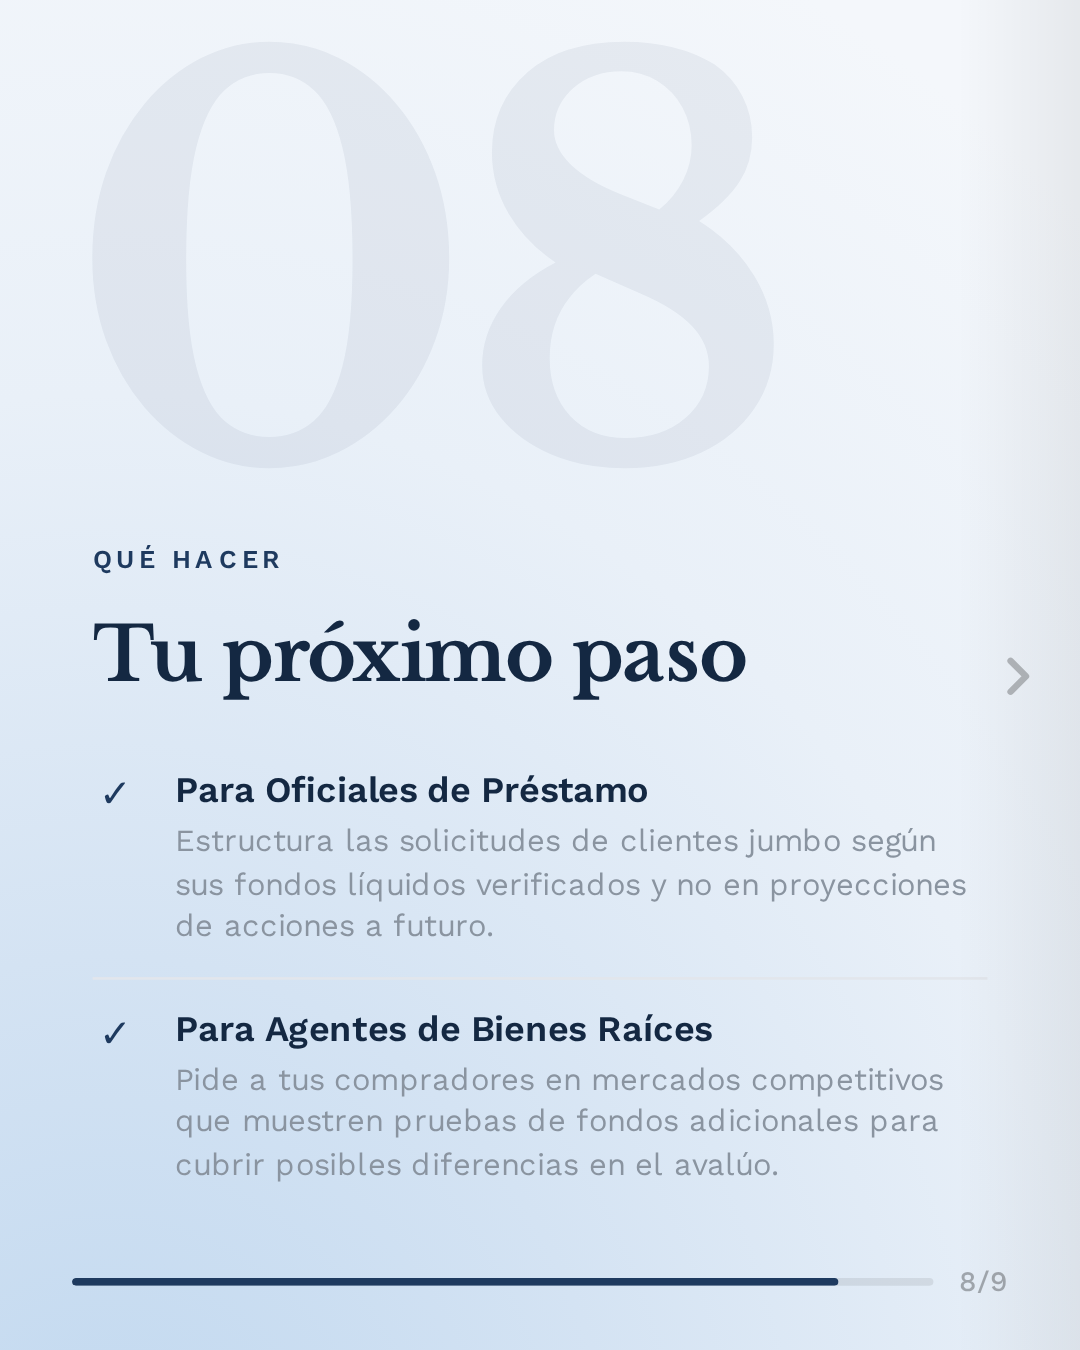 08
QUÉ HACER
Tu próximo paso
✓ Para Oficiales de Préstamo
Estructura las solicitudes de clientes jumbo según
sus fondos líquidos verificados y no en proyecciones
de acciones a futuro.
✓ Para Agentes de Bienes Raíces
Pide a tus compradores en mercados competitivos
que muestren pruebas de fondos adicionales para
cubrir posibles diferencias en el avalúo.
8/9